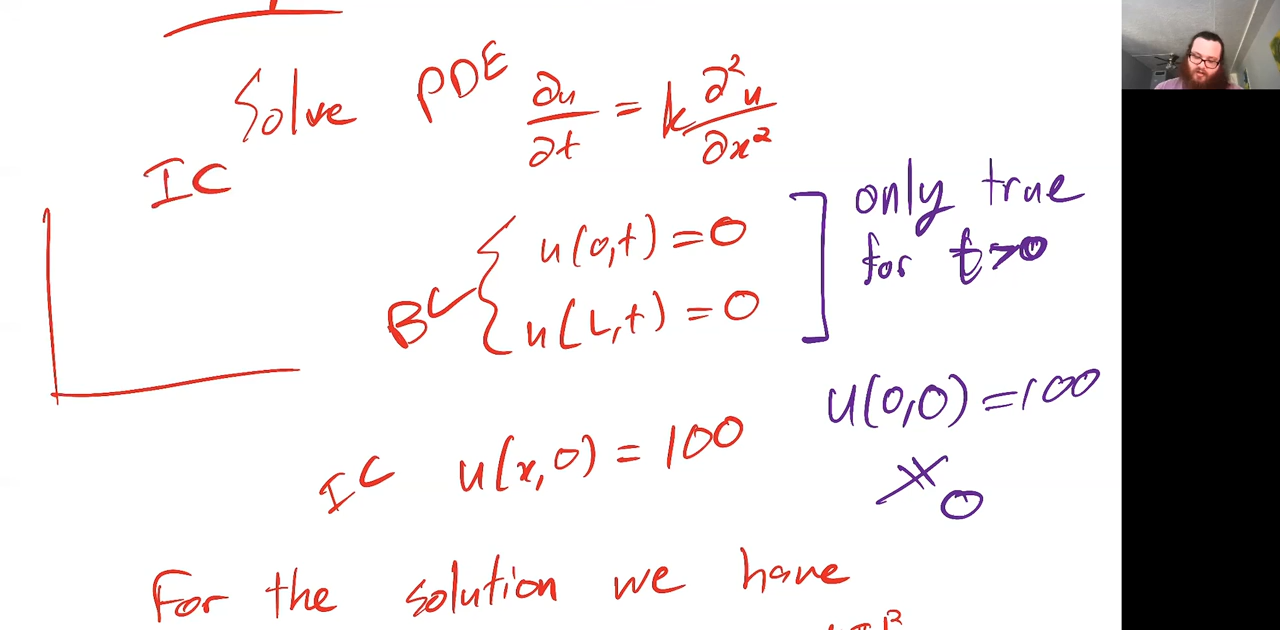 Solve PDE ∂u/∂t = k ∂²u/∂x²
IC
BC { u(0,t) = 0
u(L,t) = 0
] only true
for t>0
IC u(x,0) = 100
u(0,0) = 100
≠ 0
For the solution we have